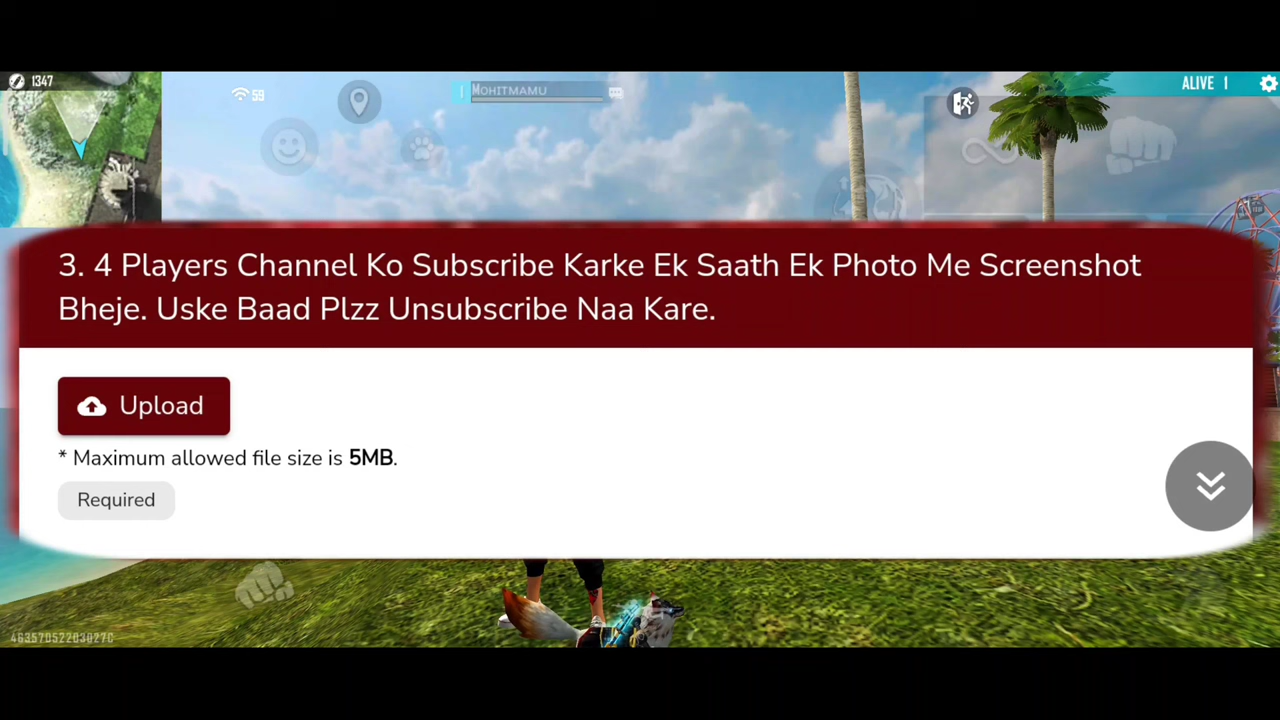 1347
59
MOHITMAMU
ALIVE 1
3. 4 Players Channel Ko Subscribe Karke Ek Saath Ek Photo Me Screenshot
Bheje. Uske Baad Plzz Unsubscribe Naa Kare.
Upload
* Maximum allowed file size is 5MB.
Required